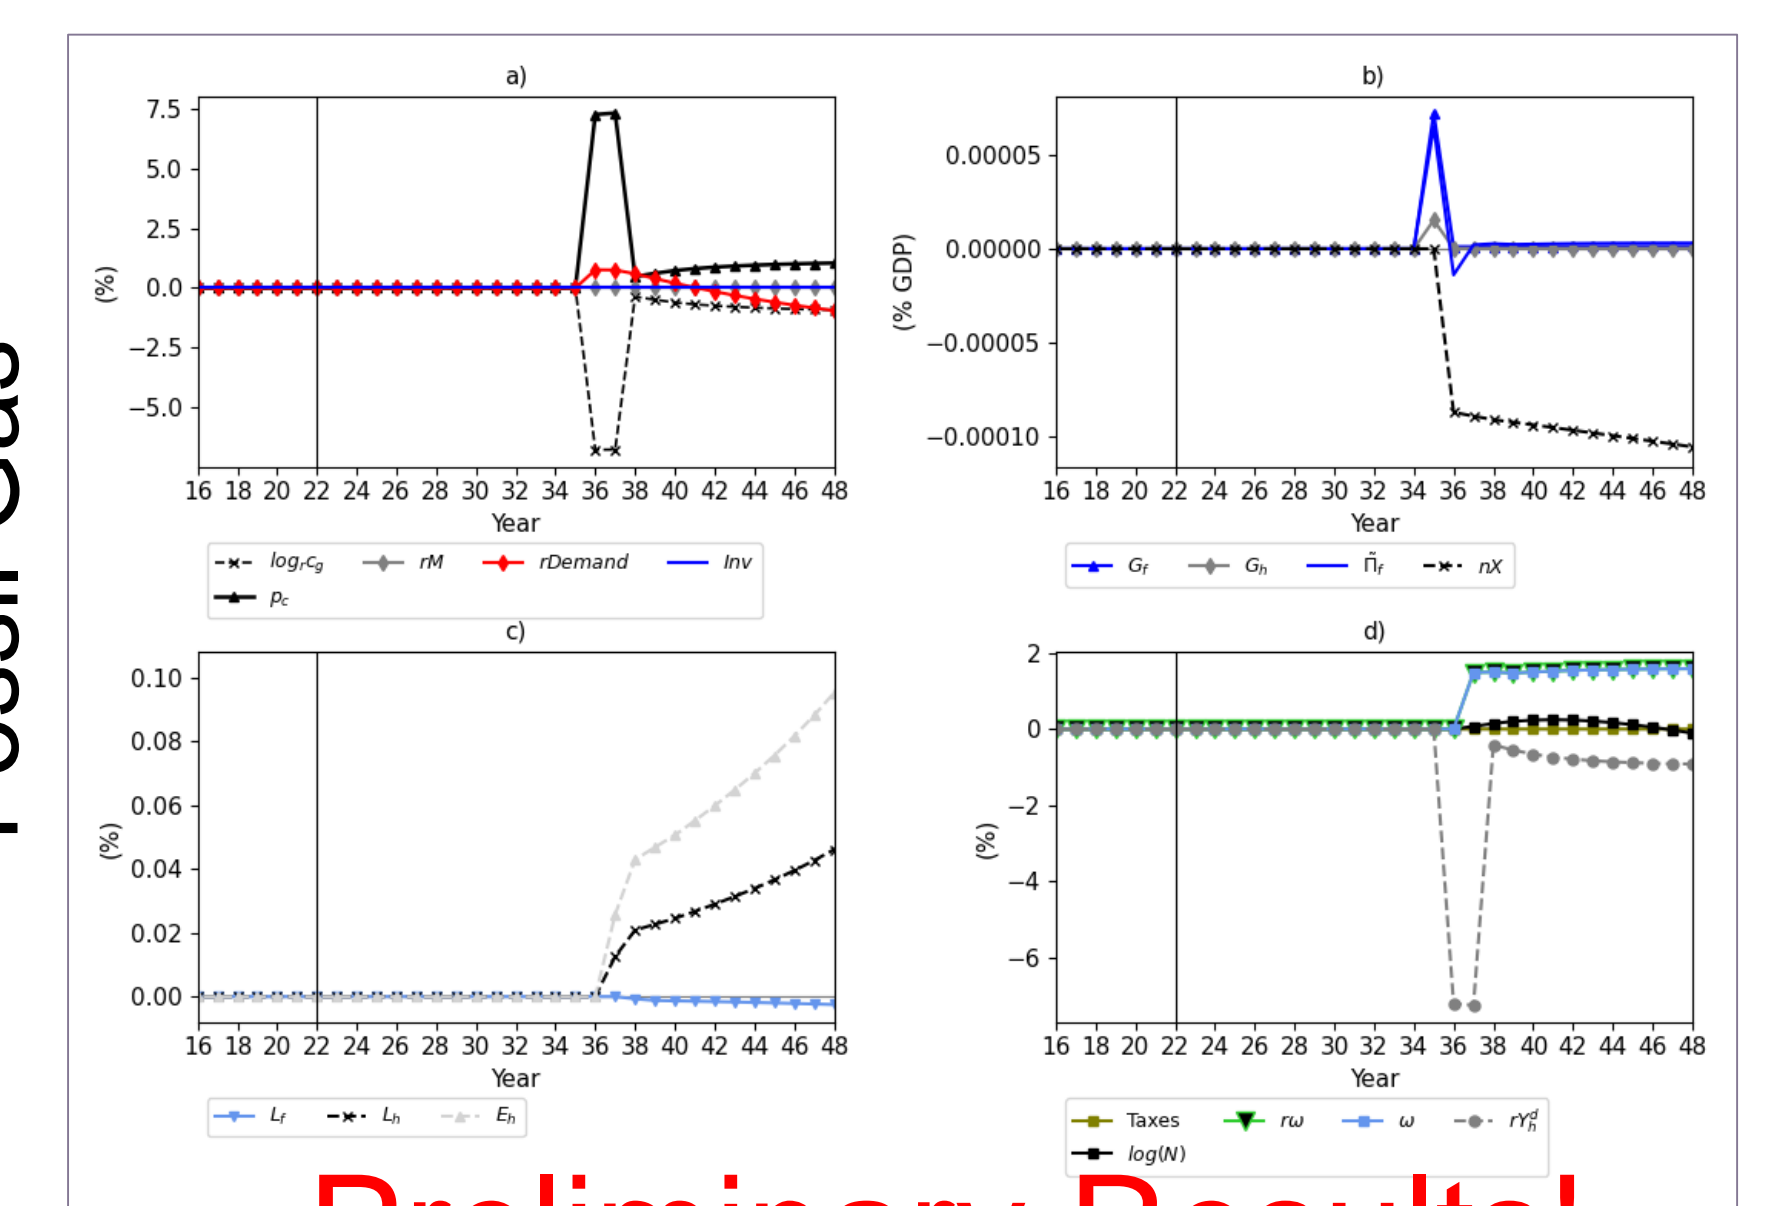 a)
7.5
5.0
2.5
0.0
−2.5
−5.0
(%)
16 18 20 22 24 26 28 30 32 34 36 38 40 42 44 46 48
Year
log_rc_g rM rDemand Inv
p_c
b)
0.00005
0.00000
−0.00005
−0.00010
(% GDP)
16 18 20 22 24 26 28 30 32 34 36 38 40 42 44 46 48
Year
G_f G_h Π̃_f nX
c)
0.10
0.08
0.06
0.04
0.02
0.00
(%)
16 18 20 22 24 26 28 30 32 34 36 38 40 42 44 46 48
Year
L_f L_h E_h
d)
2
0
−2
−4
−6
(%)
16 18 20 22 24 26 28 30 32 34 36 38 40 42 44 46 48
Year
Taxes rω ω rY_h^d
log(N)
Preliminary Results!